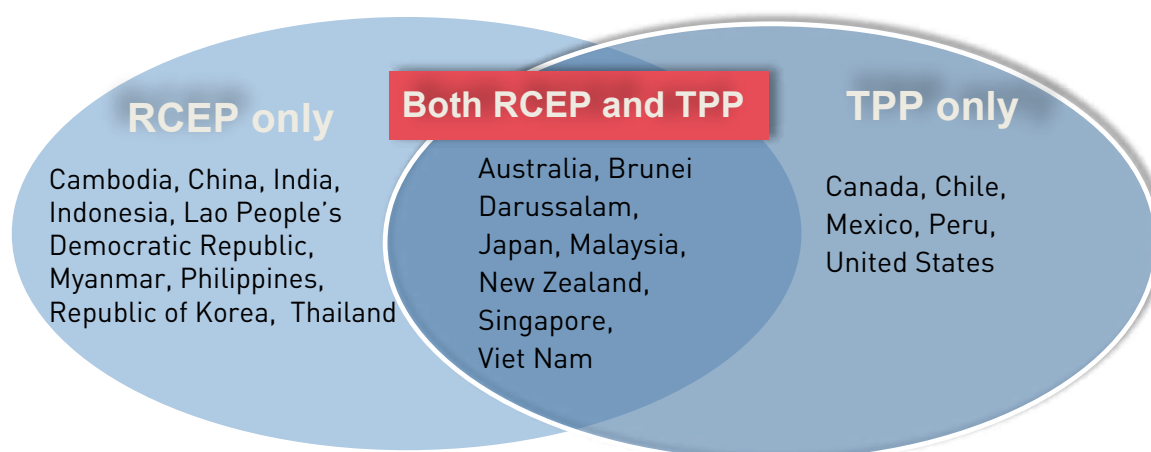 RCEP only
Cambodia, China, India,
Indonesia, Lao People’s
Democratic Republic,
Myanmar, Philippines,
Republic of Korea, Thailand
Both RCEP and TPP
Australia, Brunei
Darussalam,
Japan, Malaysia,
New Zealand,
Singapore,
Viet Nam
TPP only
Canada, Chile,
Mexico, Peru,
United States